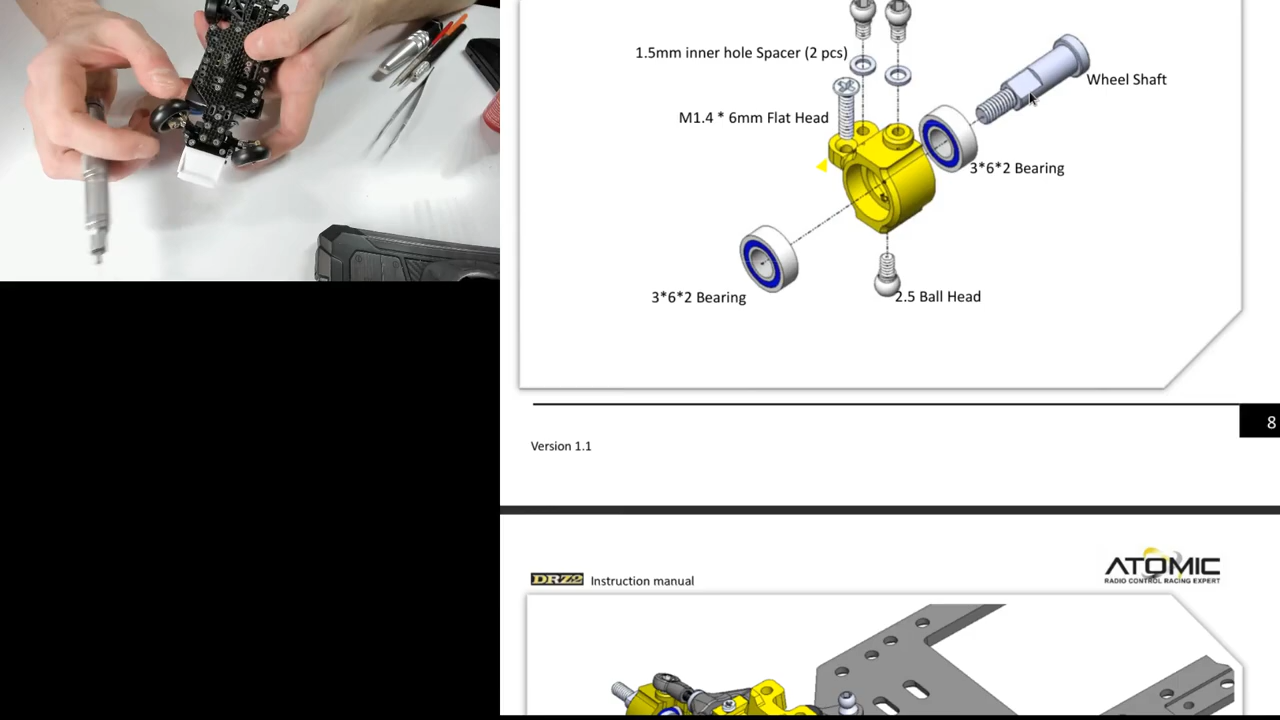 1.5mm inner hole Spacer (2 pcs)
Wheel Shaft
M1.4 * 6mm Flat Head
3*6*2 Bearing
3*6*2 Bearing
2.5 Ball Head
8
Version 1.1
DRZ2 Instruction manual
ATOMIC
RADIO CONTROL RACING EXPERT